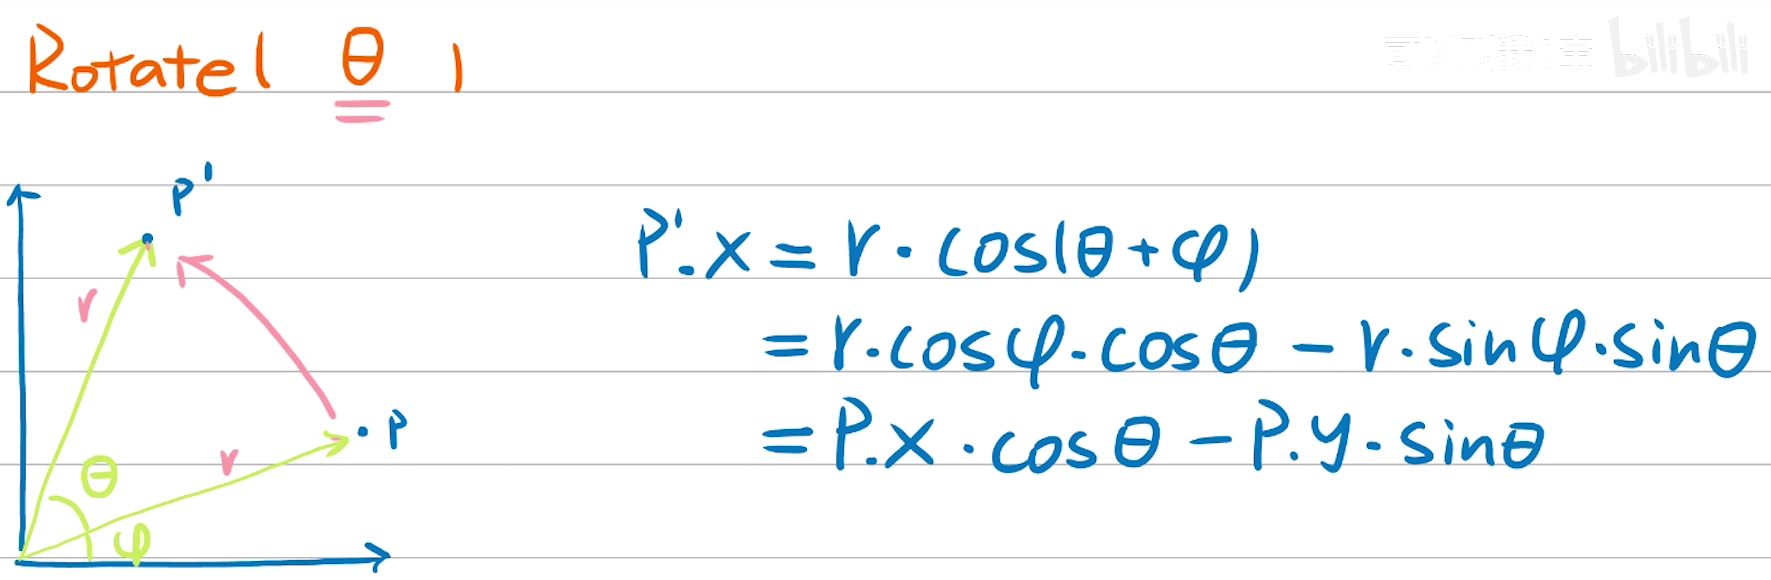 Rotate( θ )
bilibili
P'
r
P
r
θ
φ
P'.x = r · cos(θ + φ)
= r·cosφ·cosθ − r·sinφ·sinθ
= P.x · cosθ − P.y · sinθ